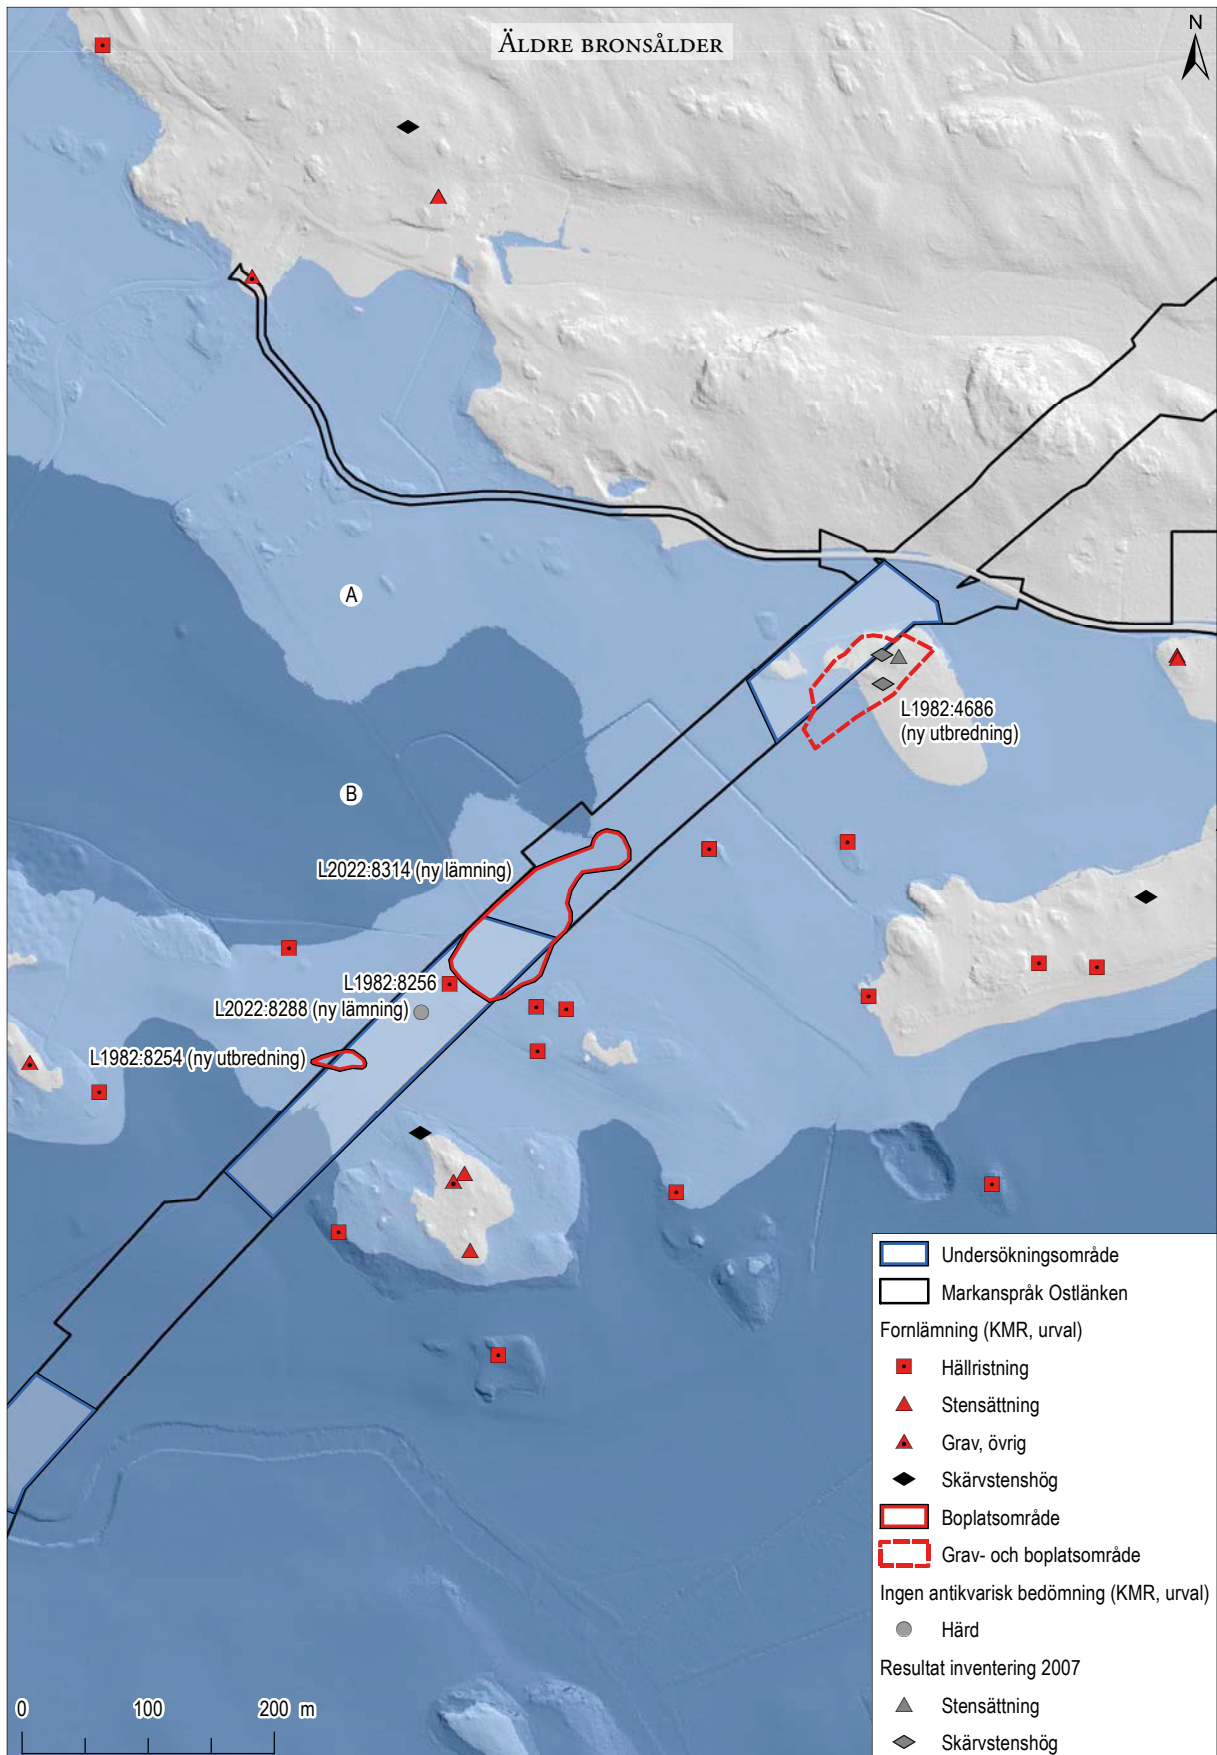 ÄLDRE BRONSÅLDER
N
A
L1982:4686
(ny utbredning)
B
L2022:8314 (ny lämning)
L1982:8256
L2022:8288 (ny lämning)
L1982:8254 (ny utbredning)
Undersökningsområde
Markanspråk Ostlänken
Fornlämning (KMR, urval)
Hällristning
Stensättning
Grav, övrig
Skärvstenshög
Boplatsområde
Grav- och boplatsområde
Ingen antikvarisk bedömning (KMR, urval)
Härd
Resultat inventering 2007
Stensättning
Skärvstenshög
0 100 200 m